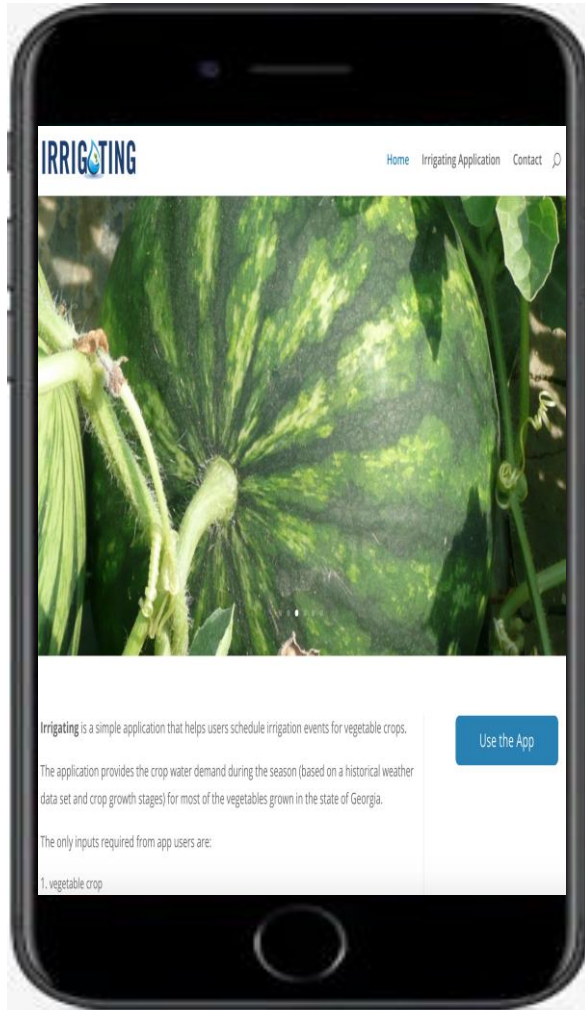 IRRIGATING
Home Irrigating Application Contact
Irrigating is a simple application that helps users schedule irrigation events for vegetable crops.
The application provides the crop water demand during the season (based on a historical weather
data set and crop growth stages) for most of the vegetables grown in the state of Georgia.
The only inputs required from app users are:
1. vegetable crop
Use the App